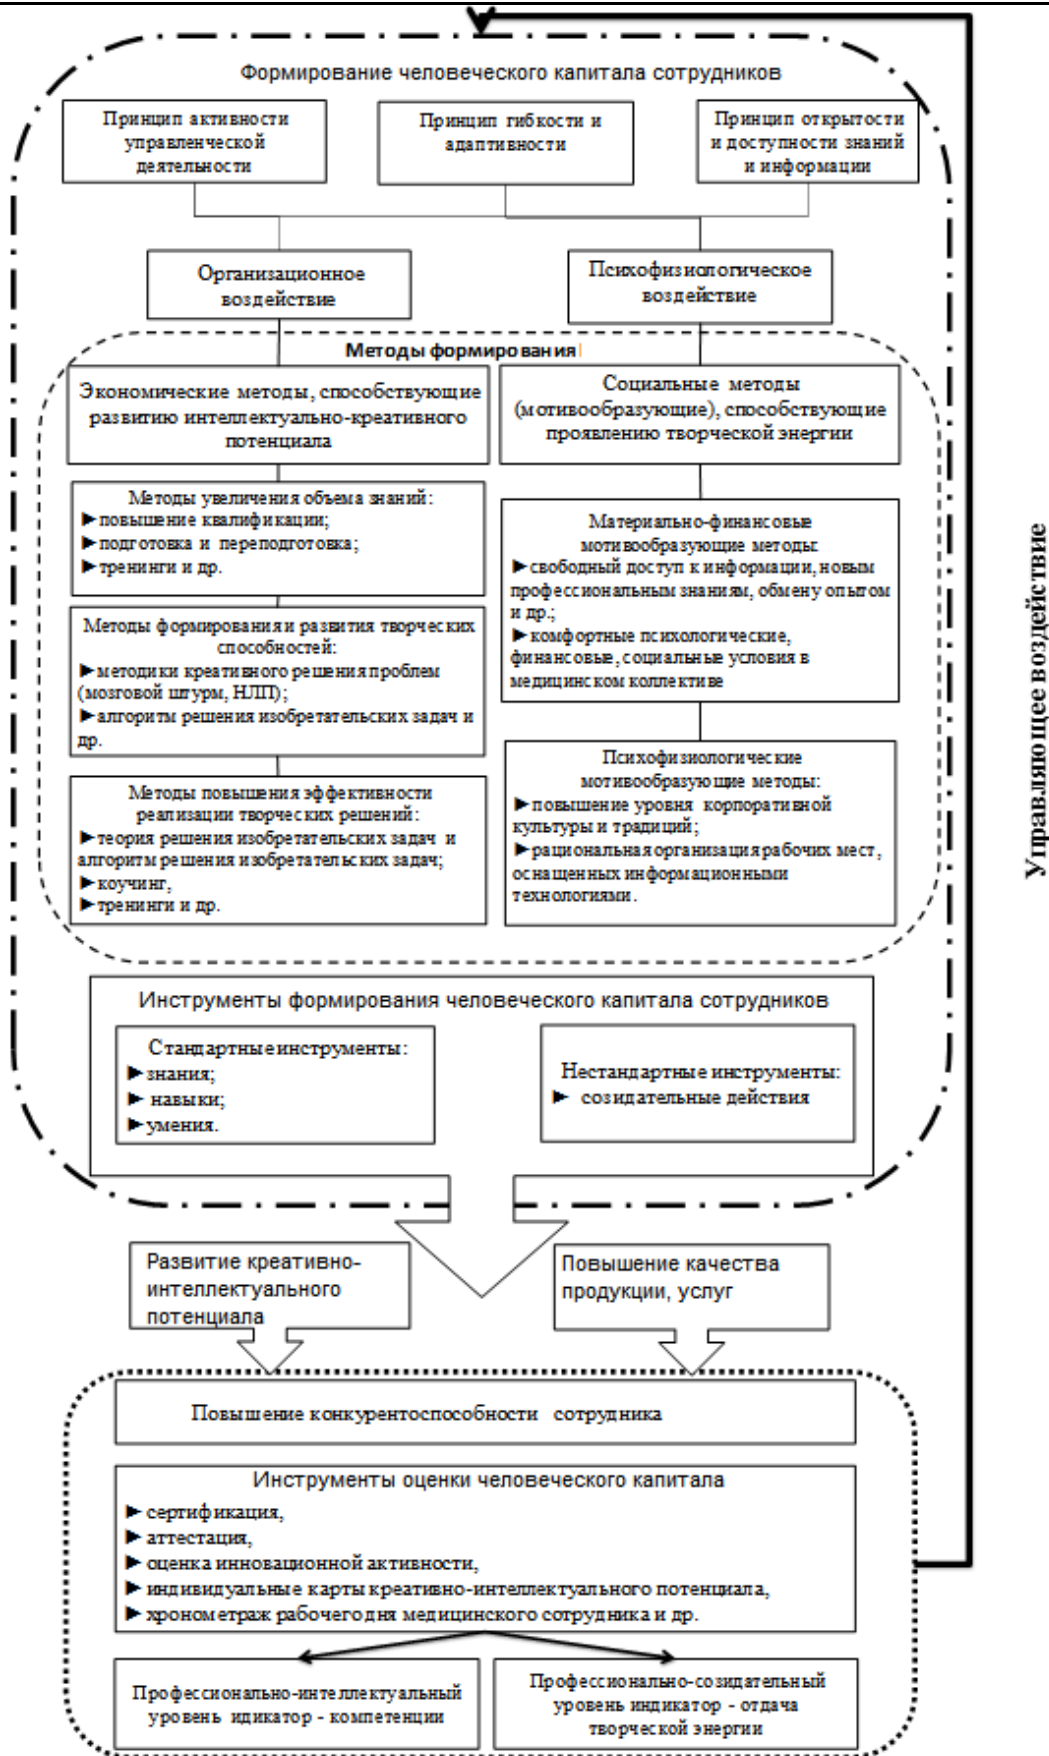 Формирование человеческого капитала сотрудников
Принцип активности
управленческой
деятельности
Принцип гибкости и
адаптивности
Принцип открытости
и доступности знаний
и информации
Организационное
воздействие
Психофизиологическое
воздействие
Методы формирования
Экономические методы, способствующие
развитию интеллектуально-креативного
потенциала
Социальные методы
(мотивообразующие), способствующие
проявлению творческой энергии
Методы увеличения объема знаний:
►повышение квалификации;
►подготовка и переподготовка;
►тренинги и др.
Методы формирования и развития творческих
способностей:
►методики креативного решения проблем
(мозговой штурм, НЛП);
►алгоритм решения изобретательских задач и
др.
Методы повышения эффективности
реализации творческих решений:
►теория решения изобретательских задач и
алгоритм решения изобретательских задач;
►коучинг,
►тренинги и др.
Материально-финансовые
мотивообразующие методы:
►свободный доступ к информации, новым
профессиональным знаниям, обмену опытом
и др.;
►комфортные психологические,
финансовые, социальные условия в
медицинском коллективе
Психофизиологические
мотивообразующие методы:
►повышение уровня корпоративной
культуры и традиций;
►рациональная организация рабочих мест,
оснащенных информационными
технологиями.
Инструменты формирования человеческого капитала сотрудников
Стандартные инструменты:
►знания;
► навыки;
►умения.
Нестандартные инструменты:
► созидательные действия
Развитие креативно-
интеллектуального
потенциала
Повышение качества
продукции, услуг
Повышение конкурентоспособности сотрудника
Инструменты оценки человеческого капитала
► сертификация,
► аттестация,
► оценка инновационной активности,
► индивидуальные карты креативно-интеллектуального потенциала,
► хронометраж рабочего дня медицинского сотрудника и др.
Профессионально-интеллектуальный
уровень идикатор - компетенции
Профессионально-созидательный
уровень индикатор - отдача
творческой энергии
Управляющее воздействие